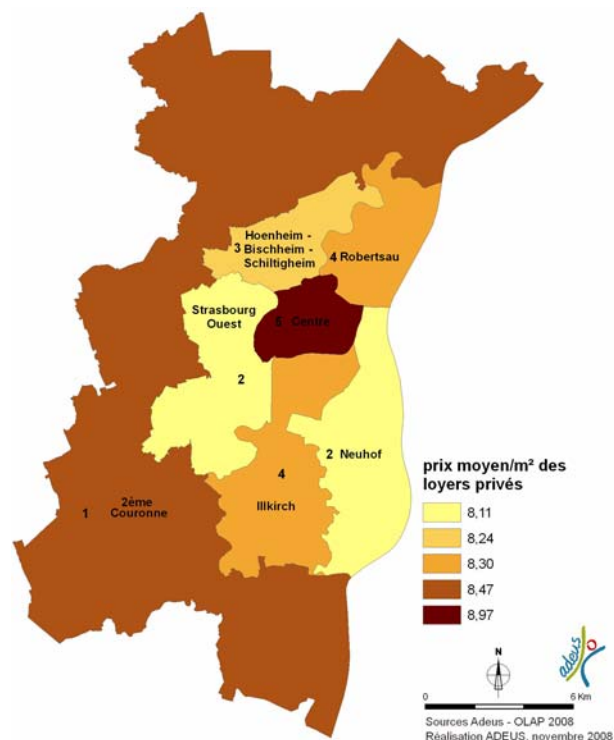 Hoenheim -
3 Bischheim -
Schiltigheim
4 Robertsau
Strasbourg
Ouest
5 Centre
2
2 Neuhof
4
Illkirch
1 2ème
Couronne
prix moyen/m² des
loyers privés
8,11
8,24
8,30
8,47
8,97
N
adeus
0 6 Km
Sources Adeus - OLAP 2008
Réalisation ADEUS, novembre 2008